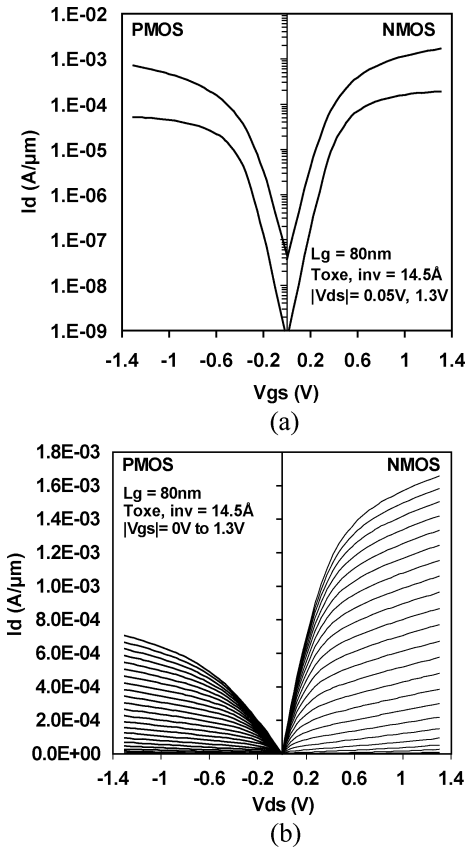 1.E-02
PMOS NMOS
1.E-03
1.E-04
1.E-05
1.E-06
1.E-07
1.E-08
1.E-09
Id (A/µm)
Lg = 80nm
Toxe, inv = 14.5Å
|Vds|= 0.05V, 1.3V
-1.4 -1 -0.6 -0.2 0.2 0.6 1 1.4
Vgs (V)
(a)
1.8E-03
PMOS NMOS
1.6E-03
1.4E-03
1.2E-03
1.0E-03
8.0E-04
6.0E-04
4.0E-04
2.0E-04
0.0E+00
Id (A/µm)
Lg = 80nm
Toxe, inv = 14.5Å
|Vgs|= 0V to 1.3V
-1.4 -1 -0.6 -0.2 0.2 0.6 1 1.4
Vds (V)
(b)